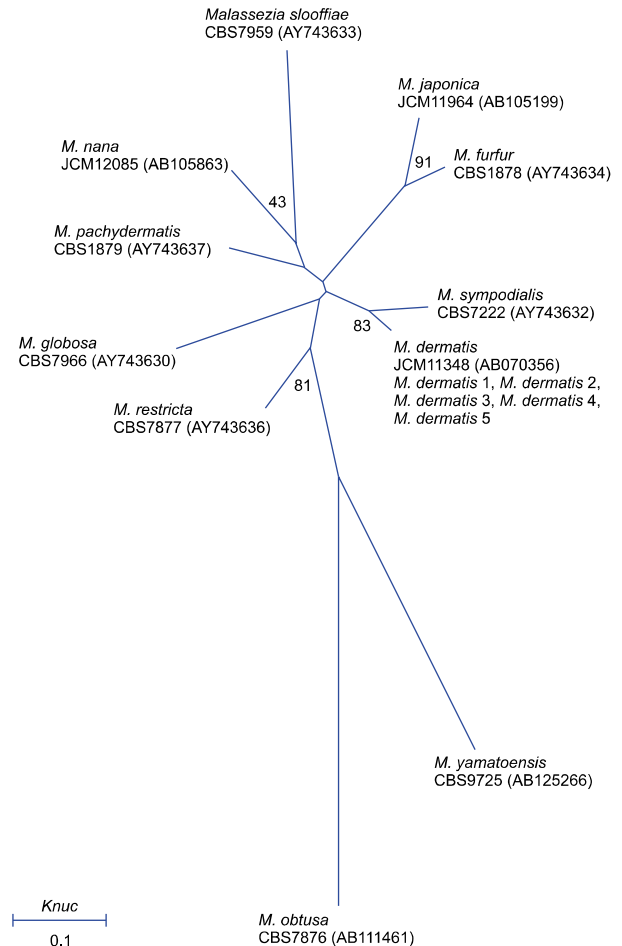 Malassezia slooffiae
CBS7959 (AY743633)
M. japonica
JCM11964 (AB105199)
M. nana
JCM12085 (AB105863)
91
M. furfur
CBS1878 (AY743634)
43
M. pachydermatis
CBS1879 (AY743637)
M. sympodialis
CBS7222 (AY743632)
83
M. globosa
CBS7966 (AY743630)
M. dermatis
JCM11348 (AB070356)
M. dermatis 1, M. dermatis 2,
M. dermatis 3, M. dermatis 4,
M. dermatis 5
81
M. restricta
CBS7877 (AY743636)
M. yamatoensis
CBS9725 (AB125266)
Knuc
0.1
M. obtusa
CBS7876 (AB111461)